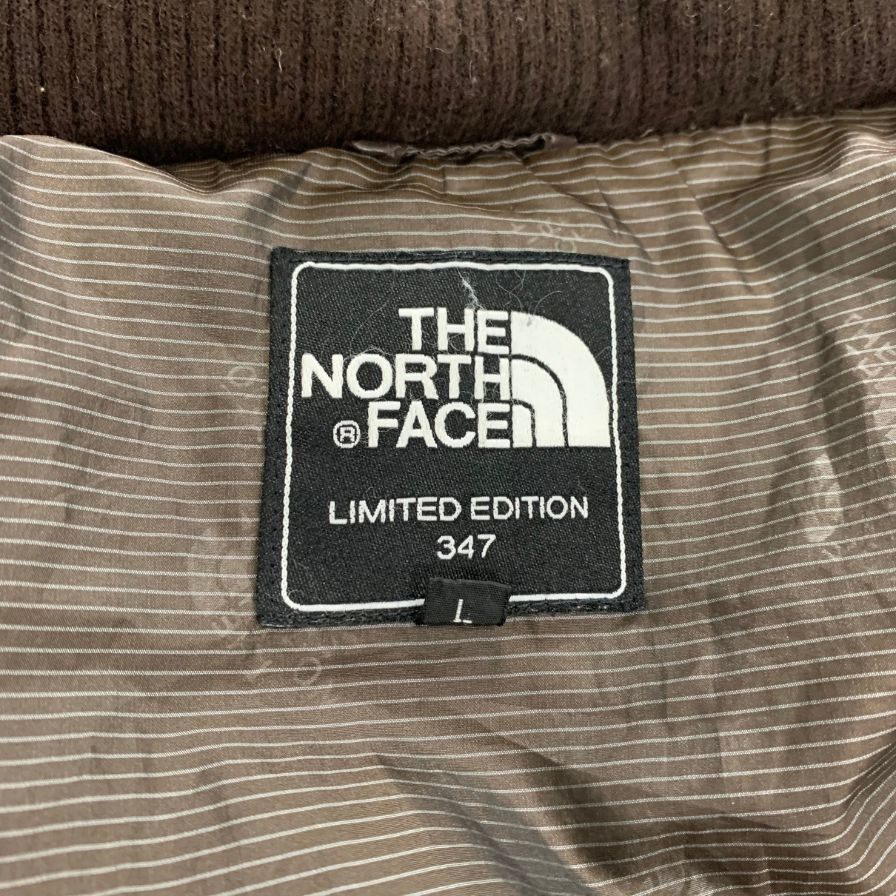 THE
NORTH
® FACE
LIMITED EDITION
347
L